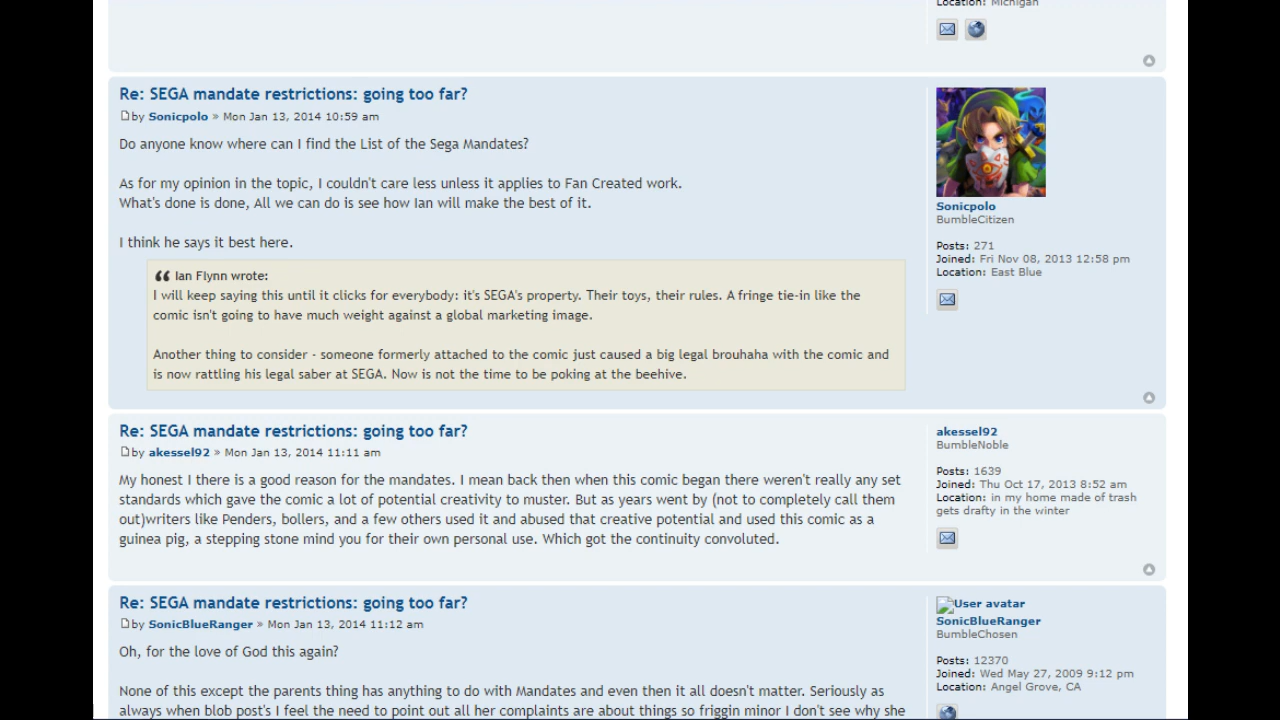 Location: Michigan
Re: SEGA mandate restrictions: going too far?
by Sonicpolo » Mon Jan 13, 2014 10:59 am
Do anyone know where can I find the List of the Sega Mandates?
As for my opinion in the topic, I couldn't care less unless it applies to Fan Created work.
What's done is done, All we can do is see how Ian will make the best of it.
I think he says it best here.
Ian Flynn wrote:
I will keep saying this until it clicks for everybody: it's SEGA's property. Their toys, their rules. A fringe tie-in like the
comic isn't going to have much weight against a global marketing image.
Another thing to consider - someone formerly attached to the comic just caused a big legal brouhaha with the comic and
is now rattling his legal saber at SEGA. Now is not the time to be poking at the beehive.
Sonicpolo
BumbleCitizen
Posts: 271
Joined: Fri Nov 08, 2013 12:58 pm
Location: East Blue
Re: SEGA mandate restrictions: going too far?
by akessel92 » Mon Jan 13, 2014 11:11 am
My honest I there is a good reason for the mandates. I mean back then when this comic began there weren't really any set
standards which gave the comic a lot of potential creativity to muster. But as years went by (not to completely call them
out)writers like Penders, bollers, and a few others used it and abused that creative potential and used this comic as a
guinea pig, a stepping stone mind you for their own personal use. Which got the continuity convoluted.
akessel92
BumbleNoble
Posts: 1639
Joined: Thu Oct 17, 2013 8:52 am
Location: in my home made of trash
gets drafty in the winter
Re: SEGA mandate restrictions: going too far?
by SonicBlueRanger » Mon Jan 13, 2014 11:12 am
Oh, for the love of God this again?
None of this except the parents thing has anything to do with Mandates and even then it all doesn't matter. Seriously as
always when blob post's I feel the need to point out all her complaints are about things so friggin minor I don't see why she
User avatar
SonicBlueRanger
BumbleChosen
Posts: 12370
Joined: Wed May 27, 2009 9:12 pm
Location: Angel Grove, CA